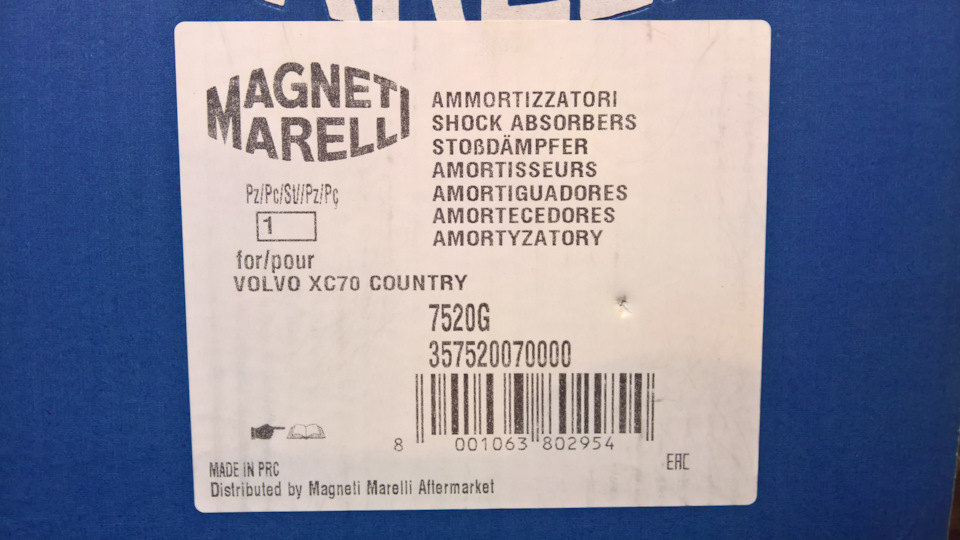 MAGNETI
MARELLI
AMMORTIZZATORI
SHOCK ABSORBERS
STOßDÄMPFER
AMORTISSEURS
AMORTIGUADORES
AMORTECEDORES
AMORTYZATORY
Pz/Pc/St//Pz/Pç
1
for/pour
VOLVO XC70 COUNTRY
7520G
357520070000
8 001063 802954
EAC
MADE IN PRC
Distributed by Magneti Marelli Aftermarket